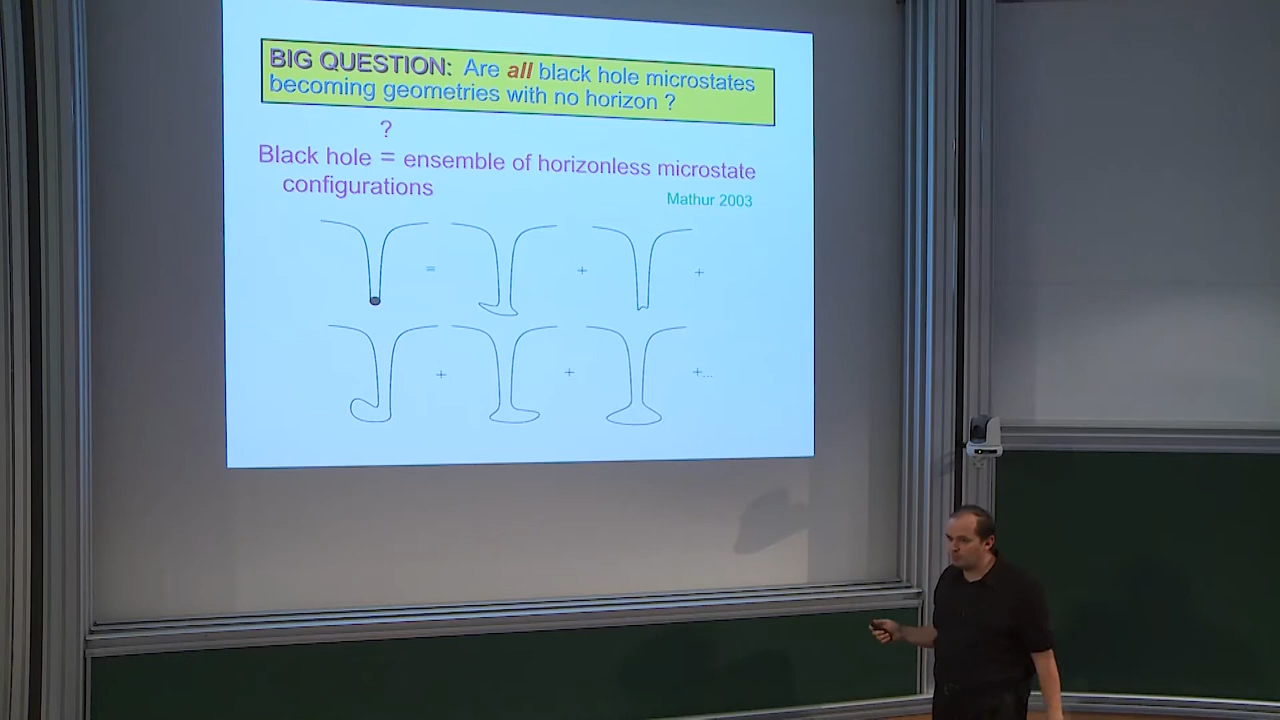 BIG QUESTION: Are all black hole microstates
becoming geometries with no horizon ?
?
Black hole = ensemble of horizonless microstate
configurations
Mathur 2003
= + +
+ + +...